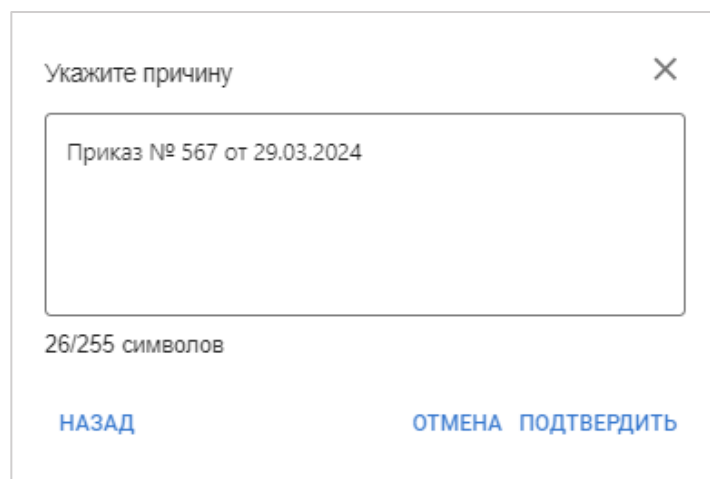 Укажите причину
Приказ № 567 от 29.03.2024
26/255 символов
НАЗАД ОТМЕНА ПОДТВЕРДИТЬ